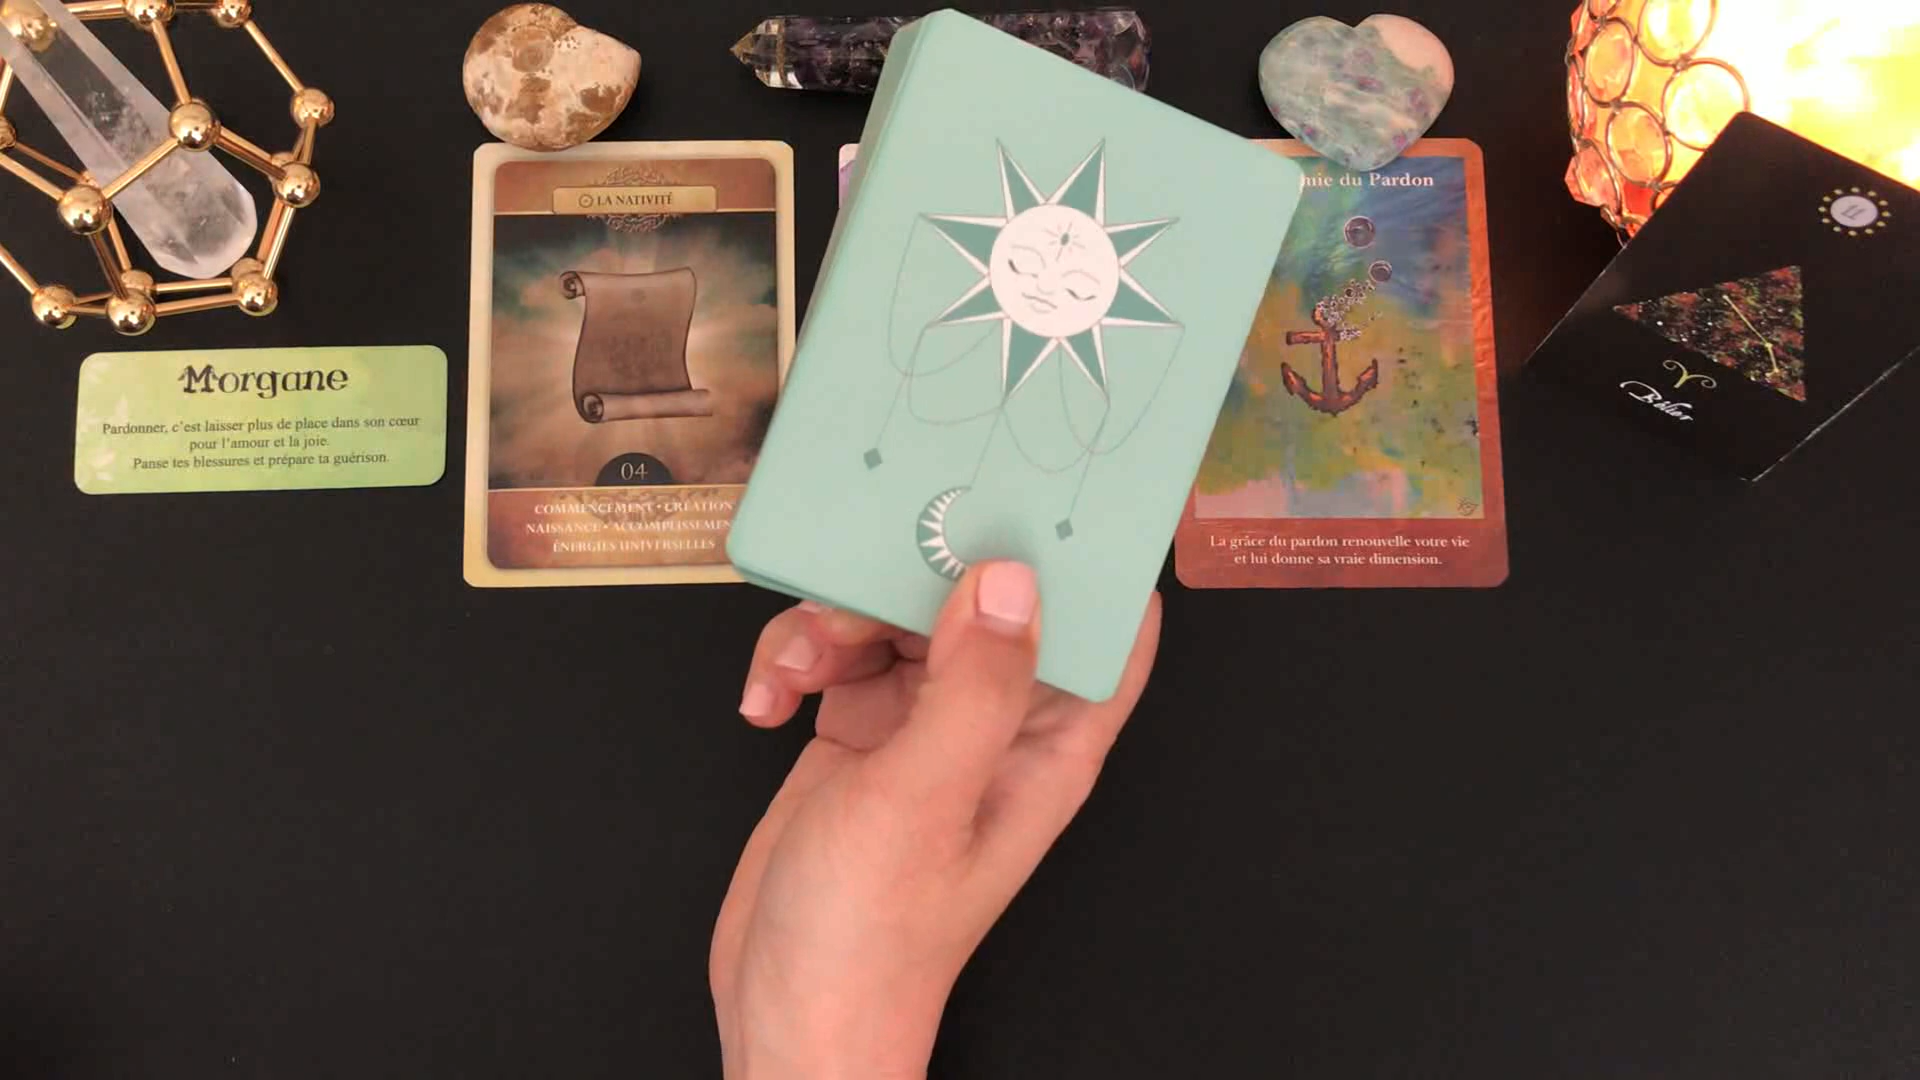 Morgane
Pardonner, c'est laisser plus de place dans son cœur
pour l'amour et la joie.
Panse tes blessures et prépare ta guérison.
LA NATIVITÉ
04
COMMENCEMENT • CRÉATION
NAISSANCE • ACCOMPLISSEMEN
ÉNERGIES UNIVERSELLES
mie du Pardon
La grâce du pardon renouvelle votre vie
et lui donne sa vraie dimension.
Bélier